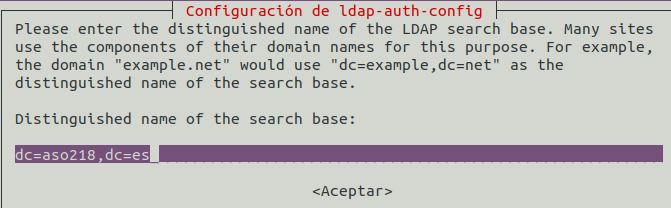 Configuración de ldap-auth-config
Please enter the distinguished name of the LDAP search base. Many sites
use the components of their domain names for this purpose. For example,
the domain "example.net" would use "dc=example,dc=net" as the
distinguished name of the search base.
Distinguished name of the search base:
dc=aso218,dc=es
<Aceptar>